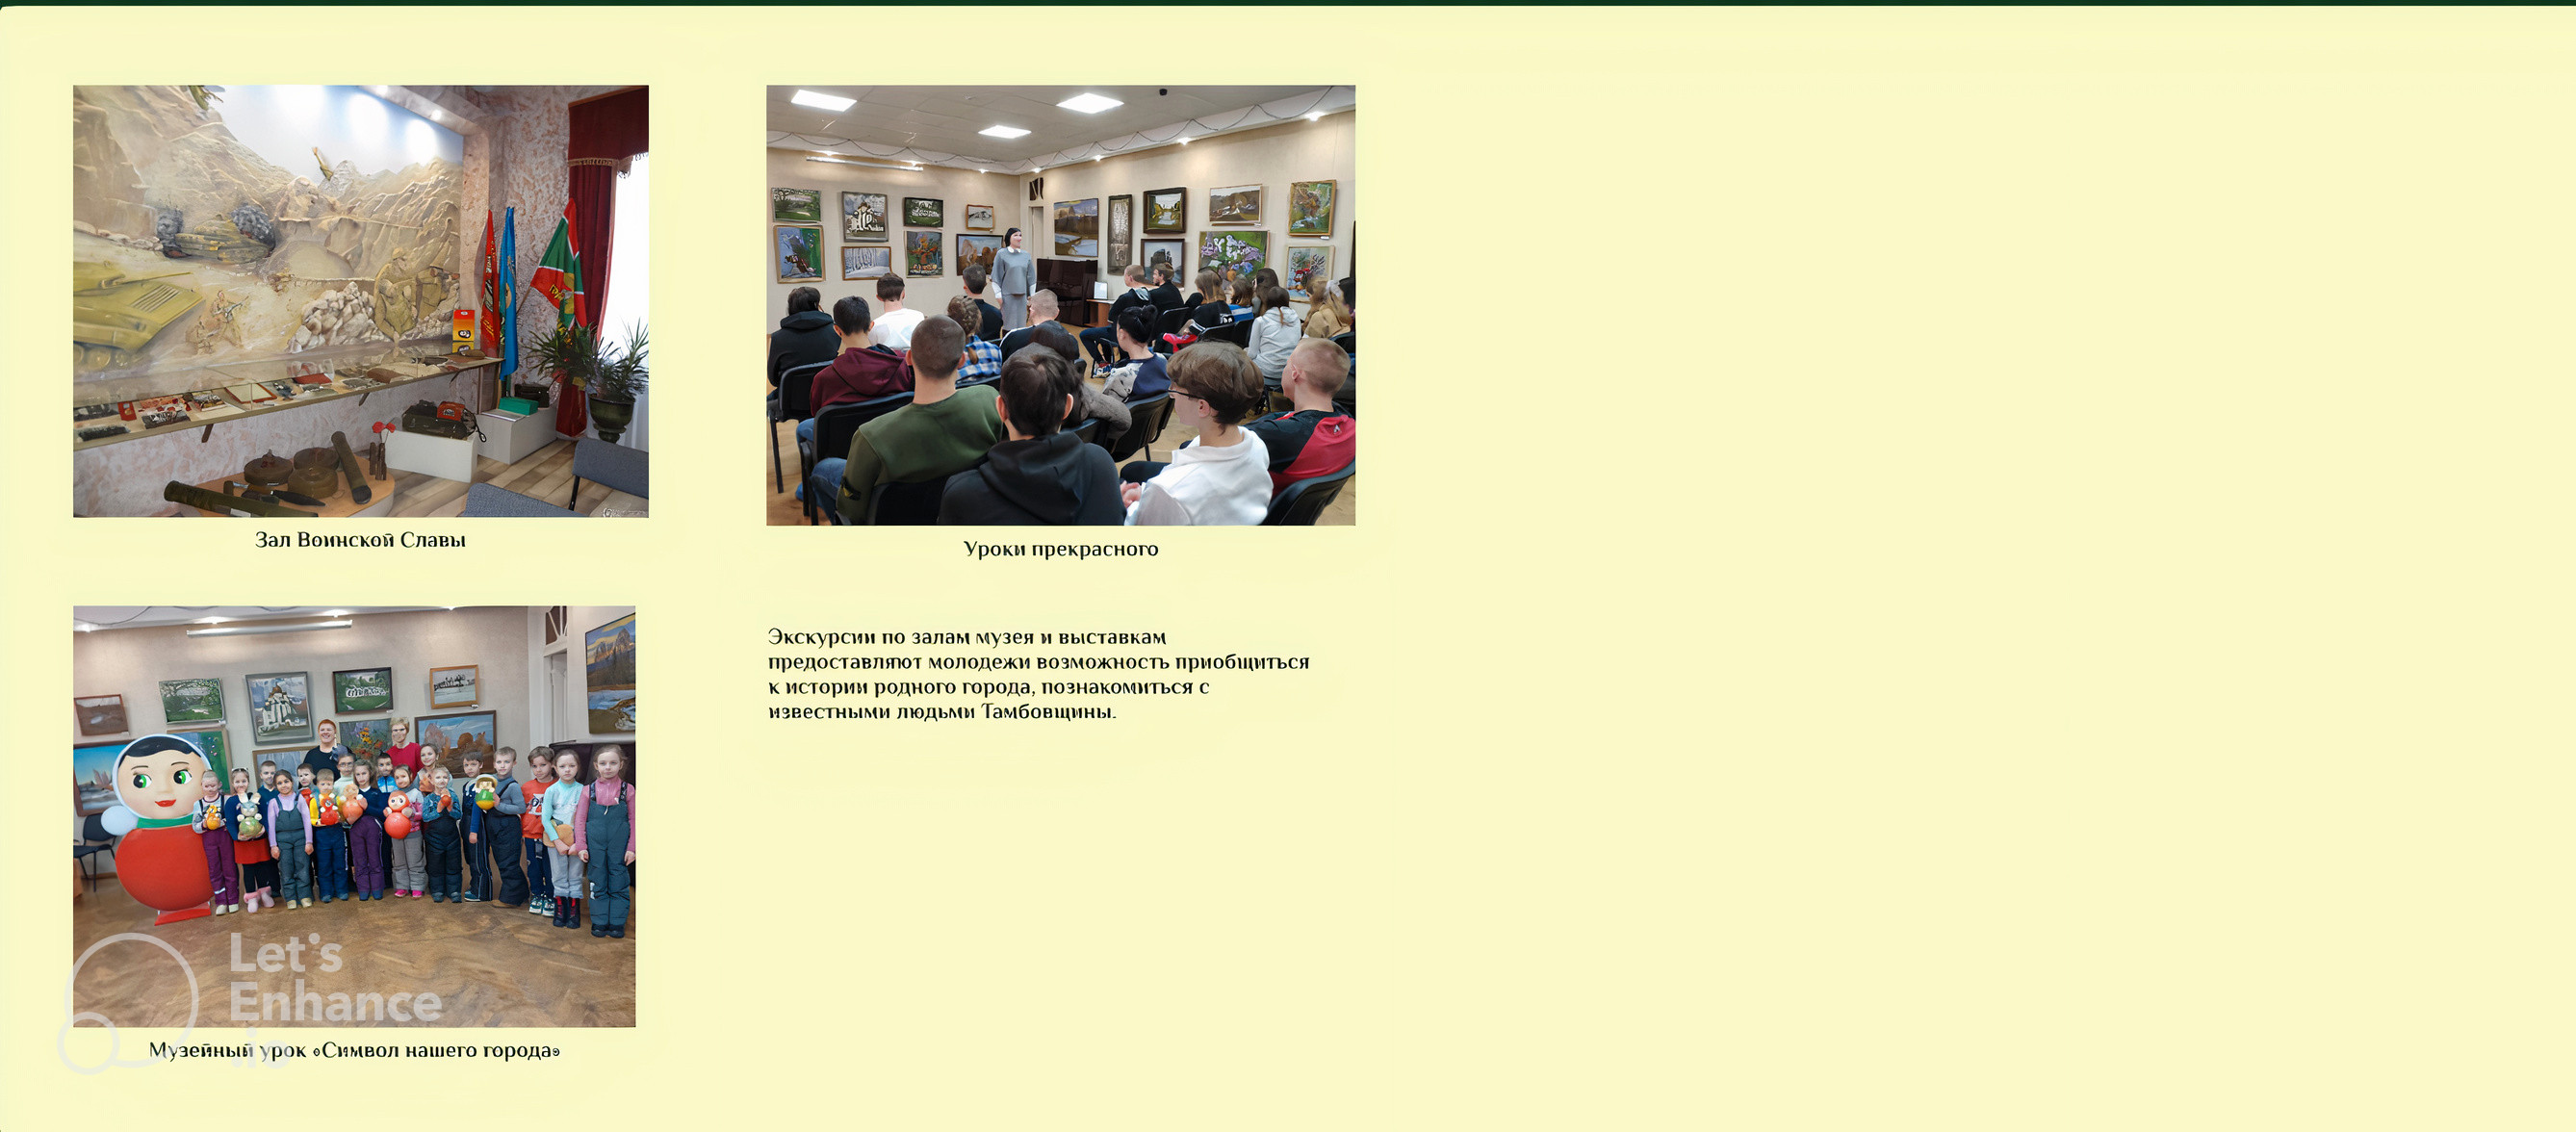 Зал Воинской Славы
Уроки прекрасного
Экскурсии по залам музея и выставкам
предоставляют молодежи возможность приобщиться
к истории родного города, познакомиться с
известными людьми Тамбовщины.
Let's
Enhance
.io
Музейный урок «Символ нашего города»